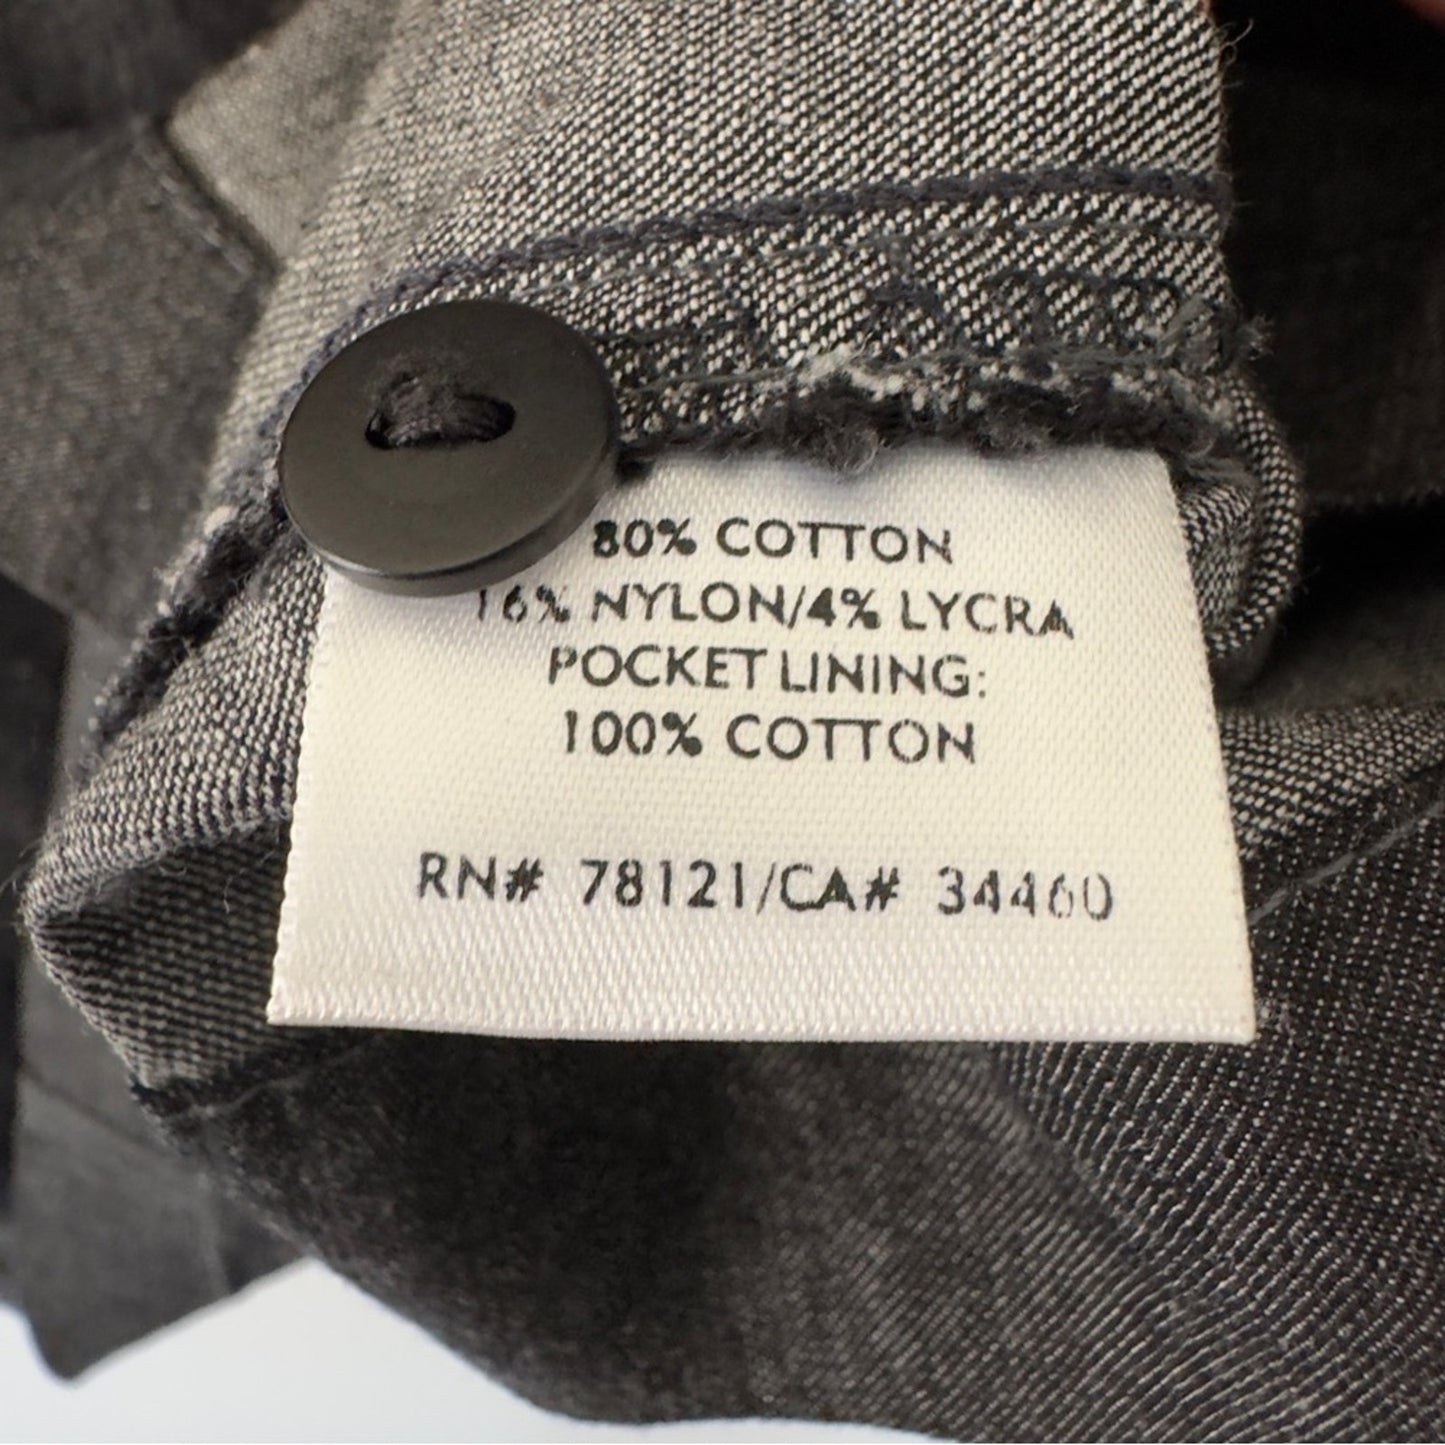 80% COTTON
16% NYLON/4% LYCRA
POCKET LINING:
100% COTTON
RN# 78121/CA# 34460